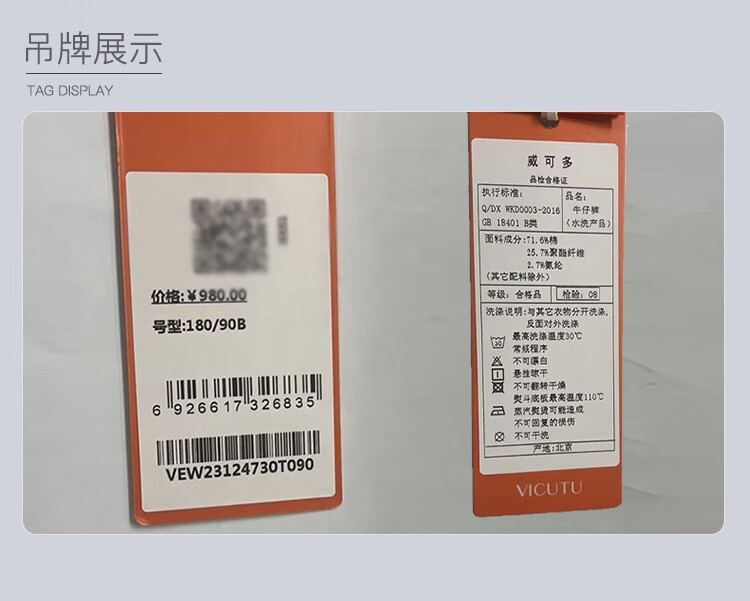 吊牌展示
TAG DISPLAY
价格:￥980.00
号型:180/90B
6 926617 326835
VEW23124730T090
威可多
品检合格证
执行标准:
Q/DX WKD0003-2016
GB 18401 B类
品名:
牛仔裤
(水洗产品)
面料成分:71.6%棉
25.7%聚酯纤维
2.7%氨纶
(其它配料除外)
等级: 合格品
检验: 08
洗涤说明:与其它衣物分开洗涤,
反面对外洗涤
最高洗涤温度30℃
常规程序
不可漂白
悬挂晾干
不可翻转干燥
熨斗底板最高温度110℃
蒸汽熨烫可能造成
不可回复的损伤
不可干洗
产地:北京
VICUTU